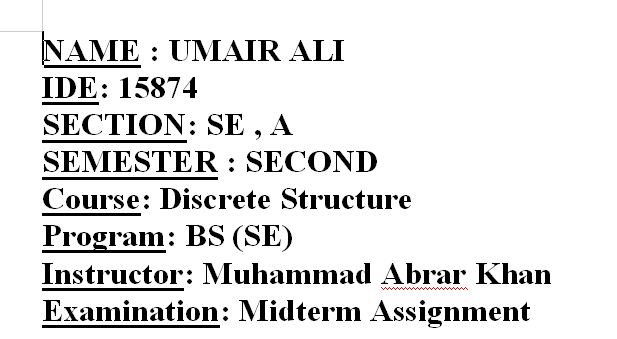 NAME : UMAIR ALI
IDE: 15874
SECTION: SE , A
SEMESTER : SECOND
Course: Discrete Structure
Program: BS (SE)
Instructor: Muhammad Abrar Khan
Examination: Midterm Assignment